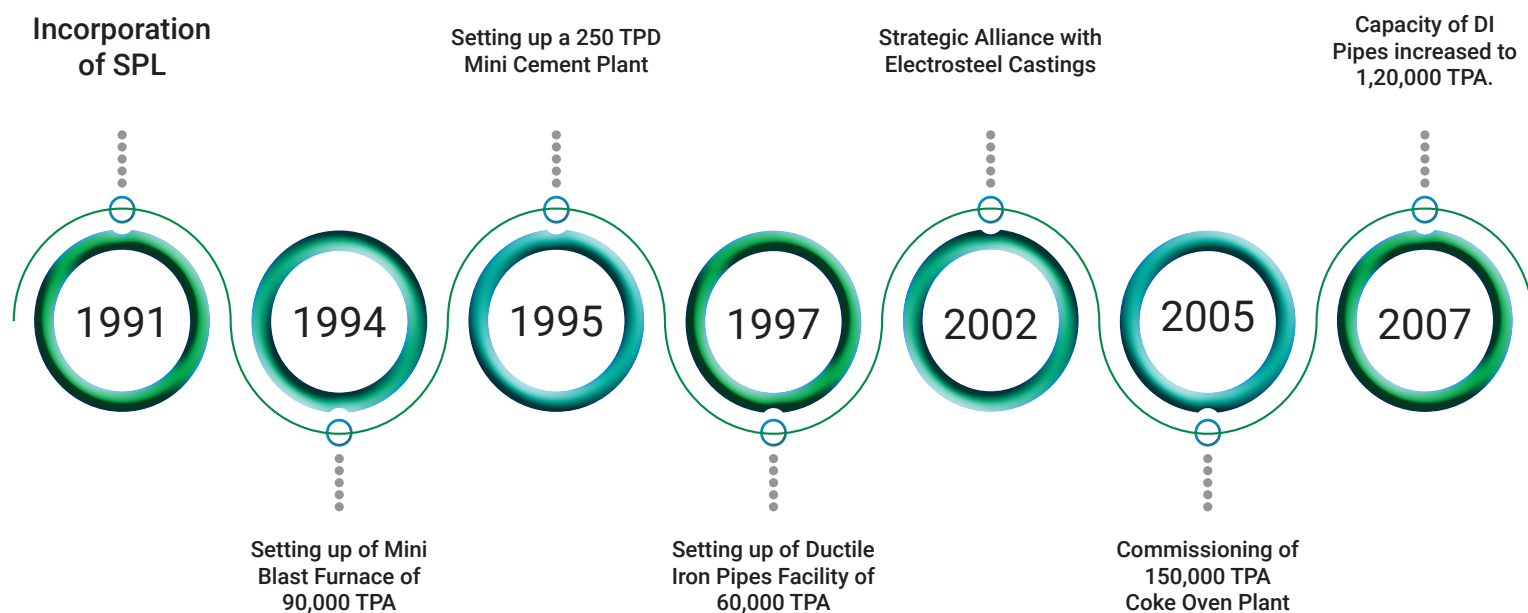 Incorporation
of SPL
Setting up a 250 TPD
Mini Cement Plant
Strategic Alliance with
Electrosteel Castings
Capacity of DI
Pipes increased to
1,20,000 TPA.
1991
1994
1995
1997
2002
2005
2007
Setting up of Mini
Blast Furnace of
90,000 TPA
Setting up of Ductile
Iron Pipes Facility of
60,000 TPA
Commissioning of
150,000 TPA
Coke Oven Plant